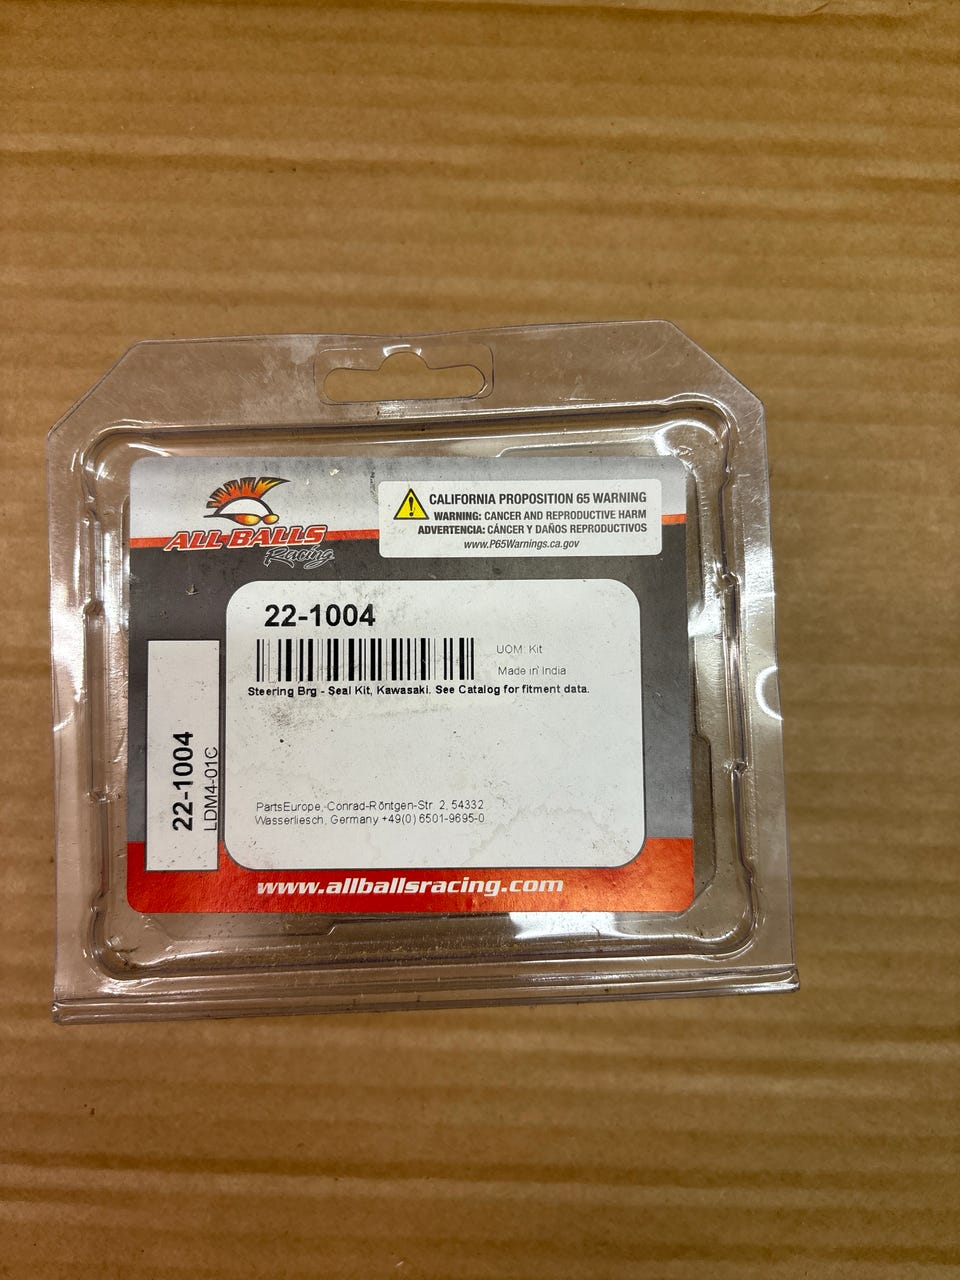 ALL BALLS
Racing
CALIFORNIA PROPOSITION 65 WARNING
WARNING: CANCER AND REPRODUCTIVE HARM
ADVERTENCIA: CÁNCER Y DAÑOS REPRODUCTIVOS
www.P65Warnings.ca.gov
22-1004
UOM: Kit
Made in India
Steering Brg - Seal Kit, Kawasaki. See Catalog for fitment data.
22-1004
LDM4-01C
PartsEurope, Conrad-Röntgen-Str. 2, 54332
Wasserliesch, Germany +49(0) 6501-9695-0
www.allballsracing.com